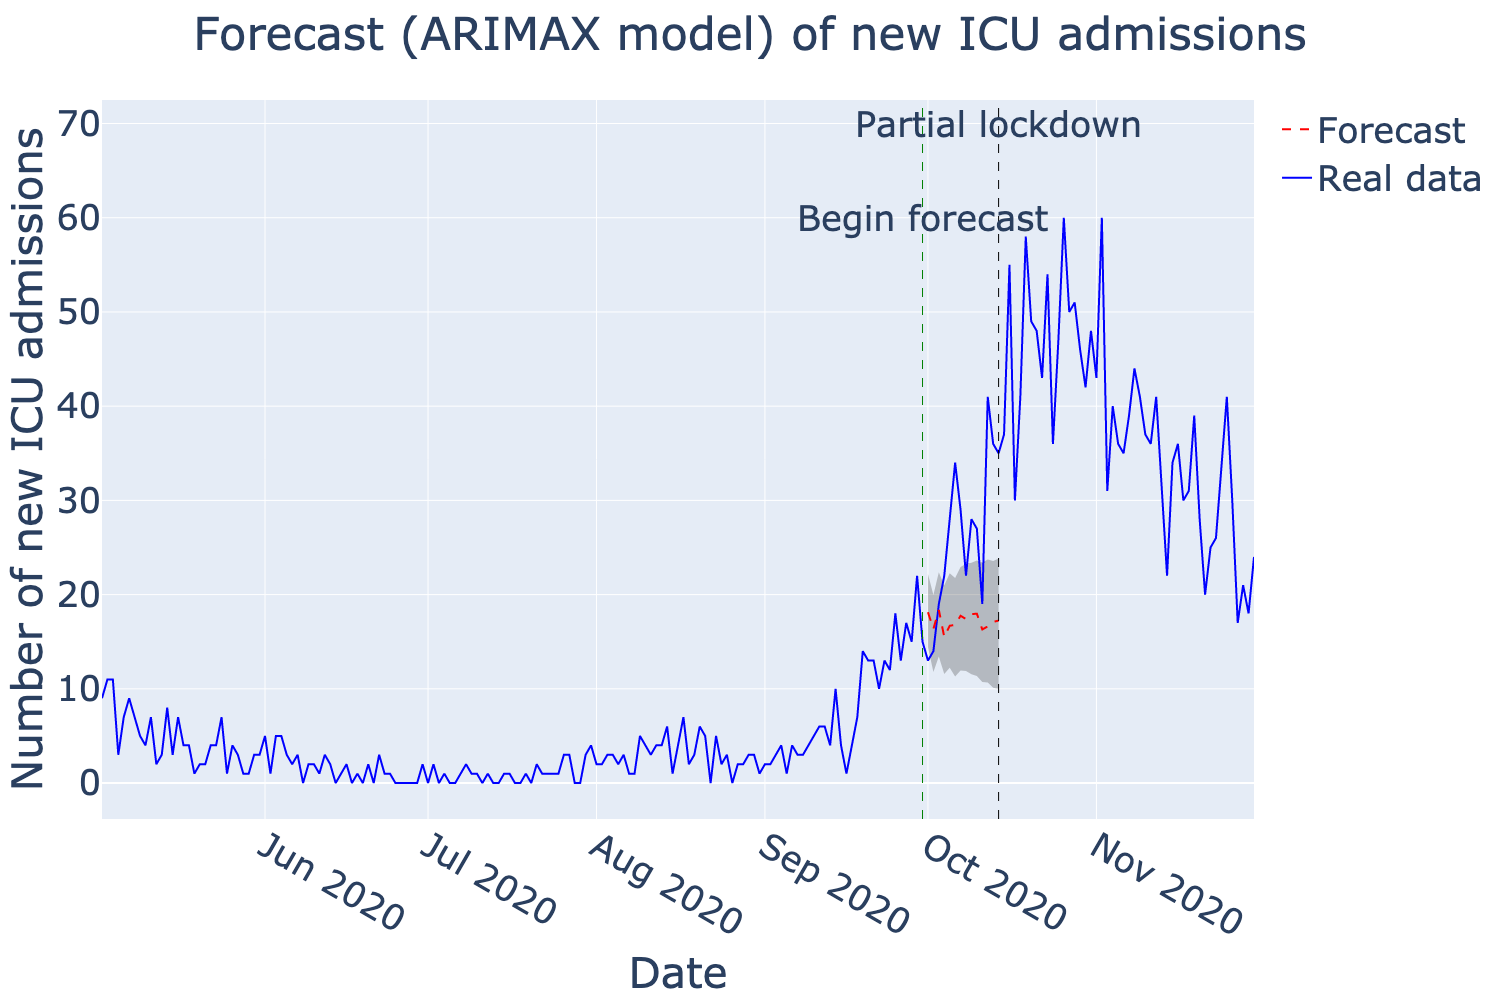 Forecast (ARIMAX model) of new ICU admissions
Number of new ICU admissions
70
60
50
40
30
20
10
0
Partial lockdown
Begin forecast
Forecast
Real data
Jun 2020
Jul 2020
Aug 2020
Sep 2020
Oct 2020
Nov 2020
Date